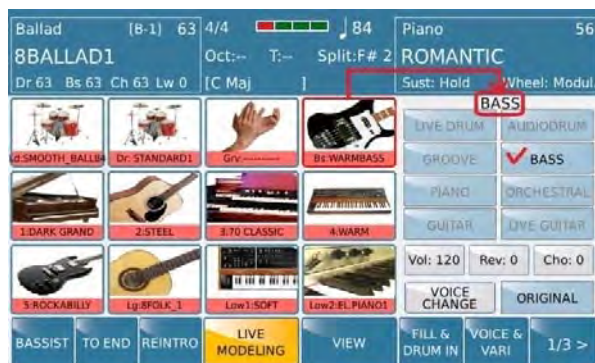 Ballad [B-1] 63
8BALLAD1
Dr 63 Bs 63 Ch 63 Lw 0
4/4 84
Oct:-- T:-- Split:F# 2
[C Maj ]
Piano 56
ROMANTIC
Sust: Hold Wheel: Modul
Ld:SMOOTH_BALLB4
Dr: STANDARD1
Grv:----------
Bs:WARMBASS
1:DARK GRAND
2:STEEL
3:70 CLASSIC
4:WARM
5:ROCKABILLY
Lg:8FOLK_1
Low1:SOFT
Low2:EL.PIANO1
BASS
LIVE DRUM AUDIODRUM
GROOVE BASS
PIANO ORCHESTRAL
GUITAR LIVE GUITAR
Vol: 120 Rev: 0 Cho: 0
VOICE CHANGE
ORIGINAL
BASSIST
TO END
REINTRO
LIVE MODELING
VIEW
FILL & DRUM IN
VOICE & VARI
1/3 >